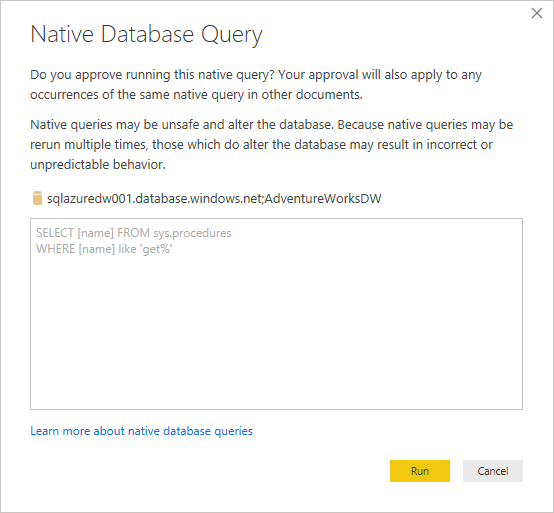 Native Database Query
Do you approve running this native query? Your approval will also apply to any
occurrences of the same native query in other documents.
Native queries may be unsafe and alter the database. Because native queries may be
rerun multiple times, those which do alter the database may result in incorrect or
unpredictable behavior.
sqlazuredw001.database.windows.net;AdventureWorksDW
SELECT [name] FROM sys.procedures
WHERE [name] like 'get%'
Learn more about native database queries
Run Cancel